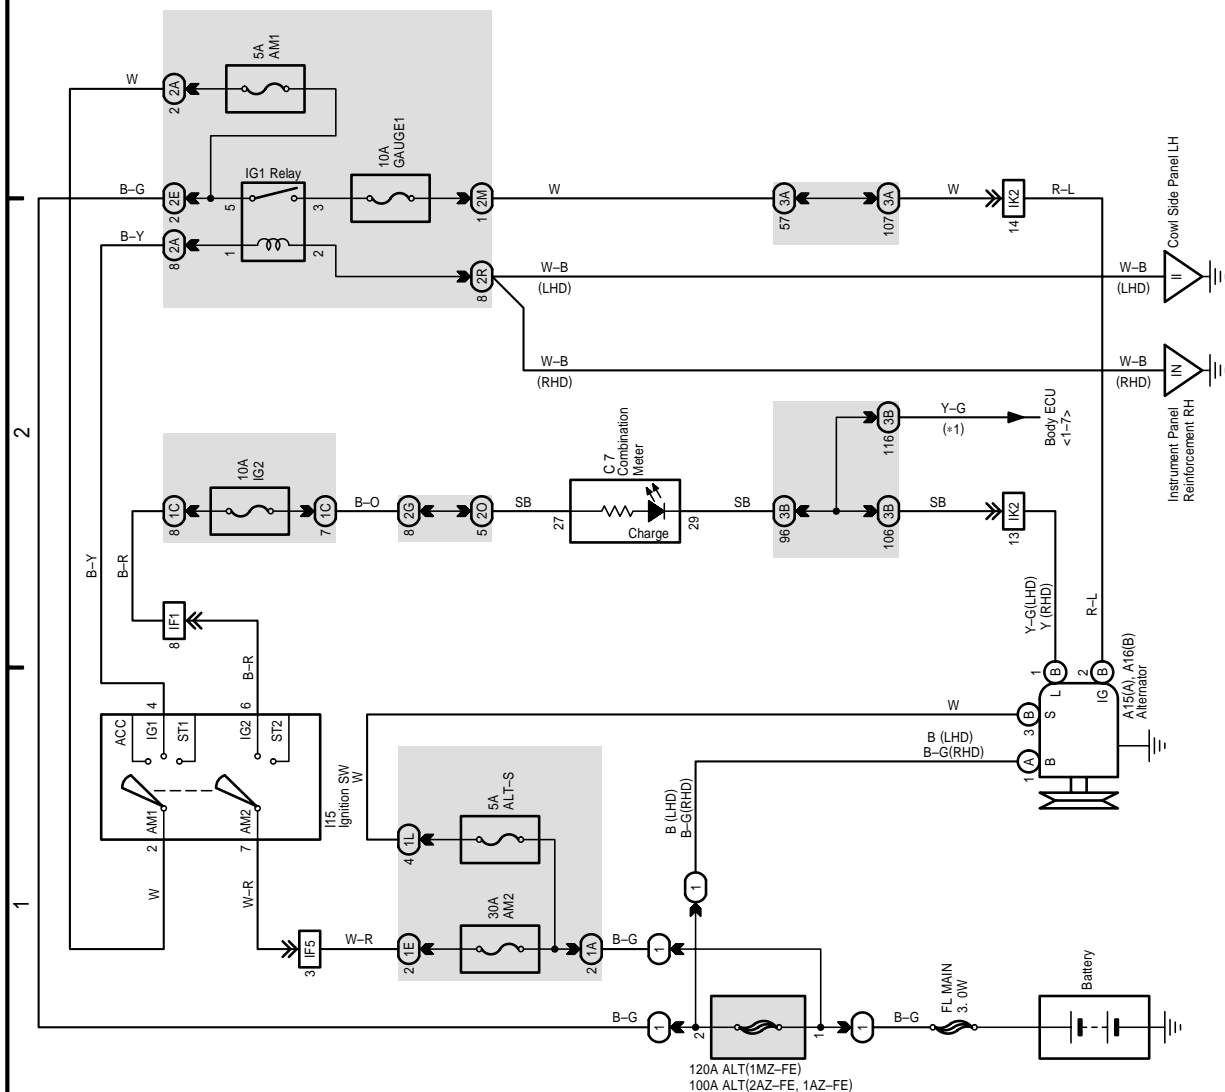 5A
AM1
W
2
2A
IG1 Relay
10A
GAUGE1
B–G
2
2E
5
3
1
2M
W
57
3A
107
3A
W
14
IK2
R–L
B–Y
8
2A
1
2
8
2R
W–B
(LHD)
W–B
(LHD)
II
Cowl Side Panel LH
W–B
(RHD)
W–B
(RHD)
IN
Instrument Panel
Reinforcement RH
2
10A
IG2
8
1C
7
1C
B–O
8
2G
5
2O
SB
27
C 7
Combination
Meter
Charge
29
SB
96
3B
116
3B
Y–G
(∗1)
Body ECU
<1–7>
106
3B
SB
13
IK2
B–Y
B–R
8
IF1
B–R
Y–G(LHD)
Y (RHD)
R–L
4
6
ACC
IG1
ST1
IG2
ST2
AM1
AM2
I15
Ignition SW
2
7
W
W–R
W
W
1
B
L
2
B
IG
3
B
S
1
A
B
A15(A), A16(B)
Alternator
B (LHD)
B–G(RHD)
B (LHD)
B–G(RHD)
1
5A
ALT–S
4
1L
30A
AM2
3
IF5
W–R
2
1E
2
1A
B–G
1
1
B–G
1
2
1
1
B–G
FL MAIN
3. 0W
Battery
120A ALT(1MZ–FE)
100A ALT(2AZ–FE, 1AZ–FE)